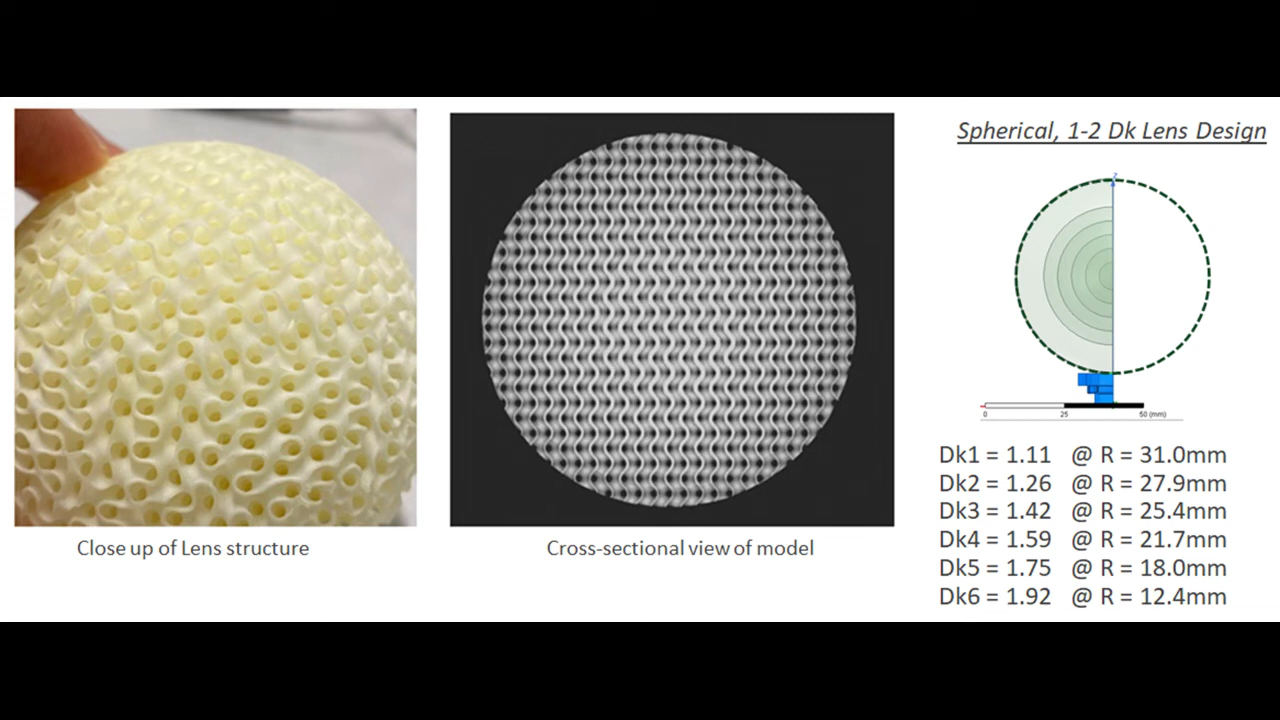 Close up of Lens structure
Cross-sectional view of model
Spherical, 1-2 Dk Lens Design
Z
0 25 50 (mm)
Dk1 = 1.11 @ R = 31.0mm
Dk2 = 1.26 @ R = 27.9mm
Dk3 = 1.42 @ R = 25.4mm
Dk4 = 1.59 @ R = 21.7mm
Dk5 = 1.75 @ R = 18.0mm
Dk6 = 1.92 @ R = 12.4mm